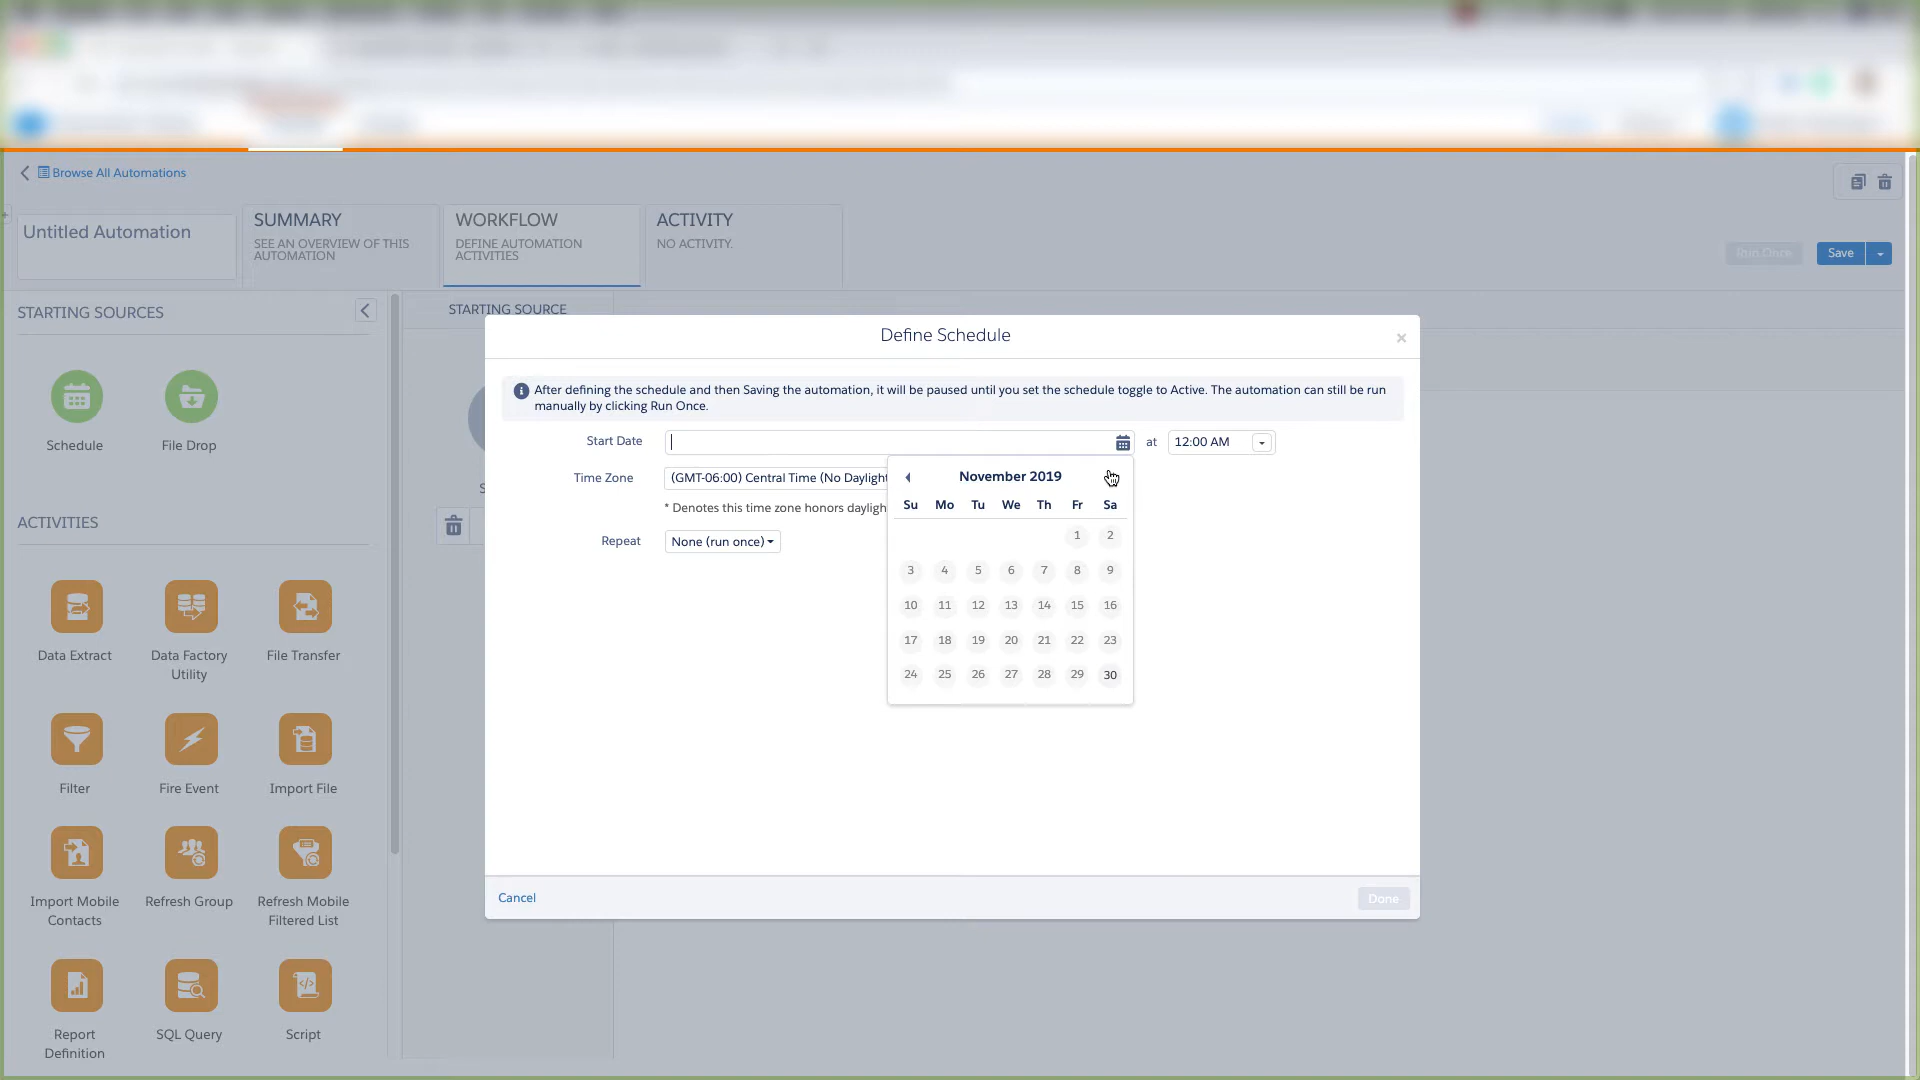 Browse All Automations
Untitled Automation
SUMMARY
SEE AN OVERVIEW OF THIS
AUTOMATION
WORKFLOW
DEFINE AUTOMATION
ACTIVITIES
ACTIVITY
NO ACTIVITY.
Run Once
Save
STARTING SOURCES
STARTING SOURCE
Schedule
File Drop
ACTIVITIES
Data Extract
Data Factory
Utility
File Transfer
Filter
Fire Event
Import File
Import Mobile
Contacts
Refresh Group
Refresh Mobile
Filtered List
Report
Definition
SQL Query
Script
Define Schedule
After defining the schedule and then Saving the automation, it will be paused until you set the schedule toggle to Active. The automation can still be run
manually by clicking Run Once.
Start Date
at
12:00 AM
Time Zone
(GMT-06:00) Central Time (No Daylight
* Denotes this time zone honors dayligh
Repeat
None (run once)
November 2019
Su Mo Tu We Th Fr Sa
1 2
3 4 5 6 7 8 9
10 11 12 13 14 15 16
17 18 19 20 21 22 23
24 25 26 27 28 29 30
Cancel
Done